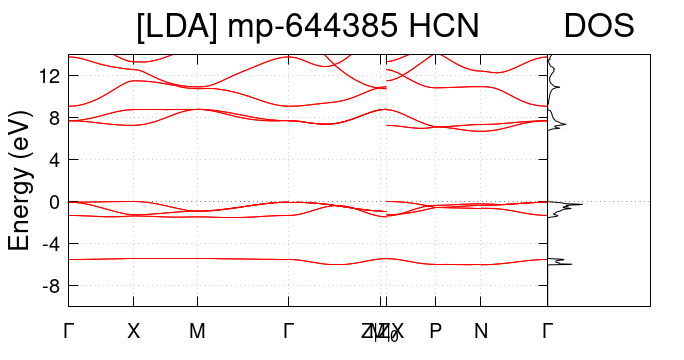 [LDA] mp-644385 HCN
DOS
Energy (eV)
12
8
4
0
-4
-8
Γ X M Γ P N Γ